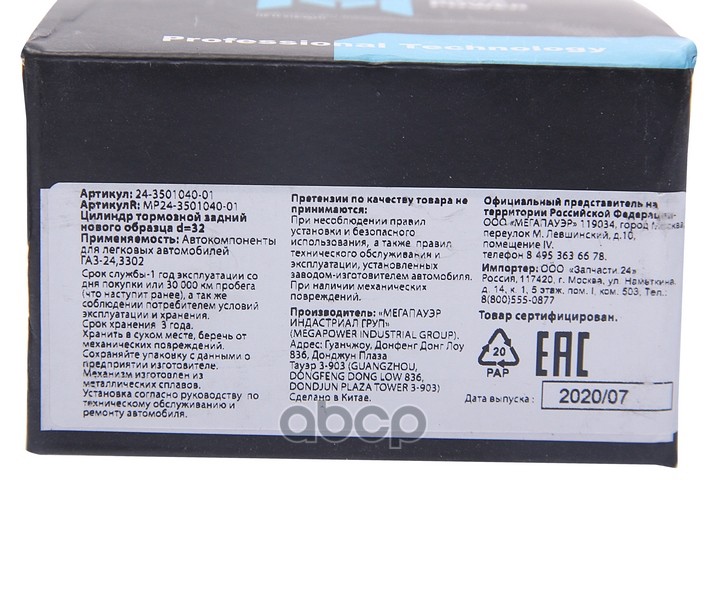 POWER
Professional Technology
Артикул: 24-3501040-01
АртикулR: MP24-3501040-01
Цилиндр тормозной задний
нового образца d=32
Применяемость: Автокомпоненты
для легковых автомобилей
ГАЗ-24,3302
Срок службы-1 год эксплуатации со
дня покупки или 30 000 км пробега
(что наступит ранее), а так же
соблюдении потребителем условий
эксплуатации и хранения.
Срок хранения 3 года.
Хранить в сухом месте, беречь от
механических повреждений.
Сохраняйте упаковку с данными о
предприятии изготовителе.
Механизм изготовлен из
металлических сплавов.
Установка согласно руководству по
техническому обслуживанию и
ремонту автомобиля.
Претензии по качеству товара не
принимаются:
При несоблюдении правил
установки и безопасного
использования, а также правил
технического обслуживания и
эксплуатации, установленных
заводом-изготовителем автомобиля.
При наличии механических
повреждений.
Производитель: «МЕГАПАУЭР
ИНДАСТРИАЛ ГРУП»
(MEGAPOWER INDUSTRIAL GROUP).
Адрес: Гуанчжоу, Донфенг Донг Лоу
836, Донджун Плаза
Тауэр 3-903 (GUANGZHOU,
DONGFENG DONG LOW 836,
DONDJUN PLAZA TOWER 3-903)
Сделано в Китае.
Официальный представитель на
территории Российской Федерации-
ООО «МЕГАПАУЭР» 119034, город Москва,
переулок М. Левшинский, д.10,
помещение IV.
телефон 8 495 363 66 78.
Импортер: ООО «Запчасти 24»
Россия, 117420, г. Москва, ул. Наметкина,
д. 14, к. 1, 5 этаж, пом. I, ком. 503, Тел.:
8(800)555-0877
Товар сертифицирован.
20
PAP
EAC
Дата выпуска : 2020/07
abcp